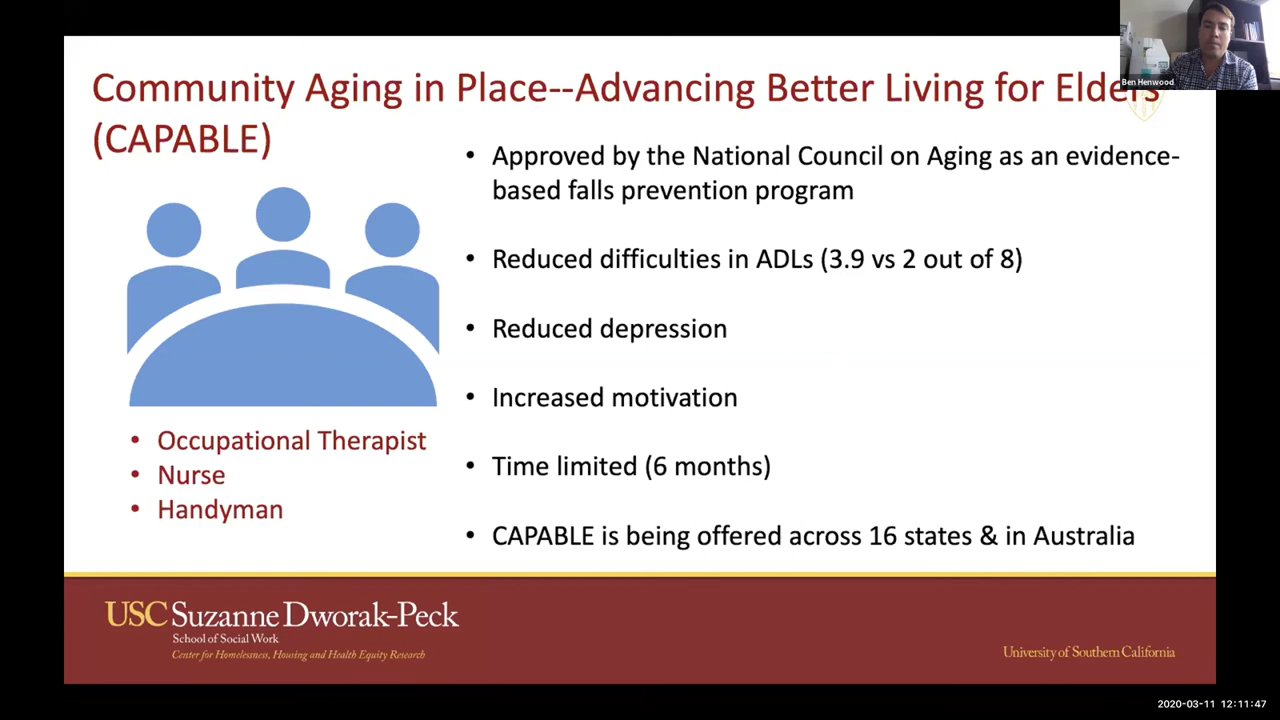 Community Aging in Place--Advancing Better Living for Elders
(CAPABLE)
Ben Henwood
• Approved by the National Council on Aging as an evidence-
based falls prevention program
• Reduced difficulties in ADLs (3.9 vs 2 out of 8)
• Reduced depression
• Increased motivation
• Time limited (6 months)
• CAPABLE is being offered across 16 states & in Australia
• Occupational Therapist
• Nurse
• Handyman
USC Suzanne Dworak-Peck
School of Social Work
Center for Homelessness, Housing and Health Equity Research
University of Southern California
2020-03-11 12:11:47